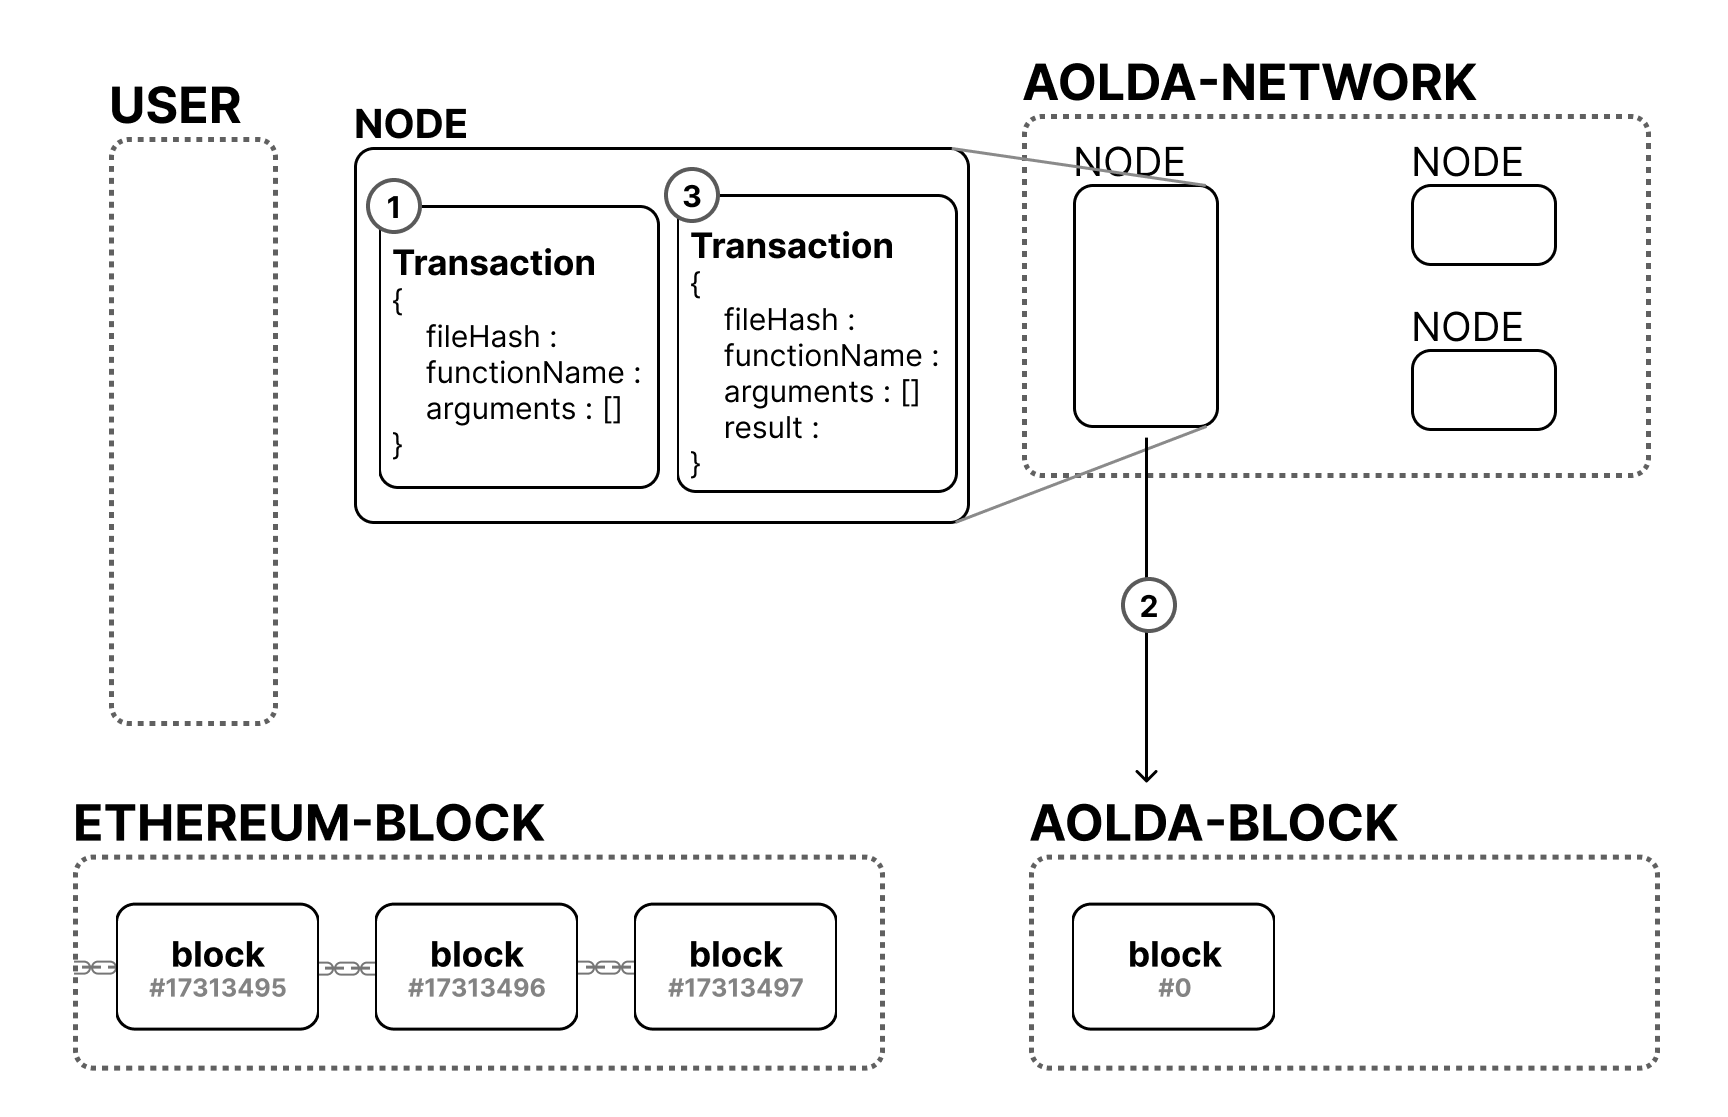 USER
NODE
1
Transaction
{
fileHash :
functionName :
arguments : []
}
3
Transaction
{
fileHash :
functionName :
arguments : []
result :
}
AOLDA-NETWORK
NODE
NODE
NODE
2
ETHEREUM-BLOCK
block
#17313495
block
#17313496
block
#17313497
AOLDA-BLOCK
block
#0